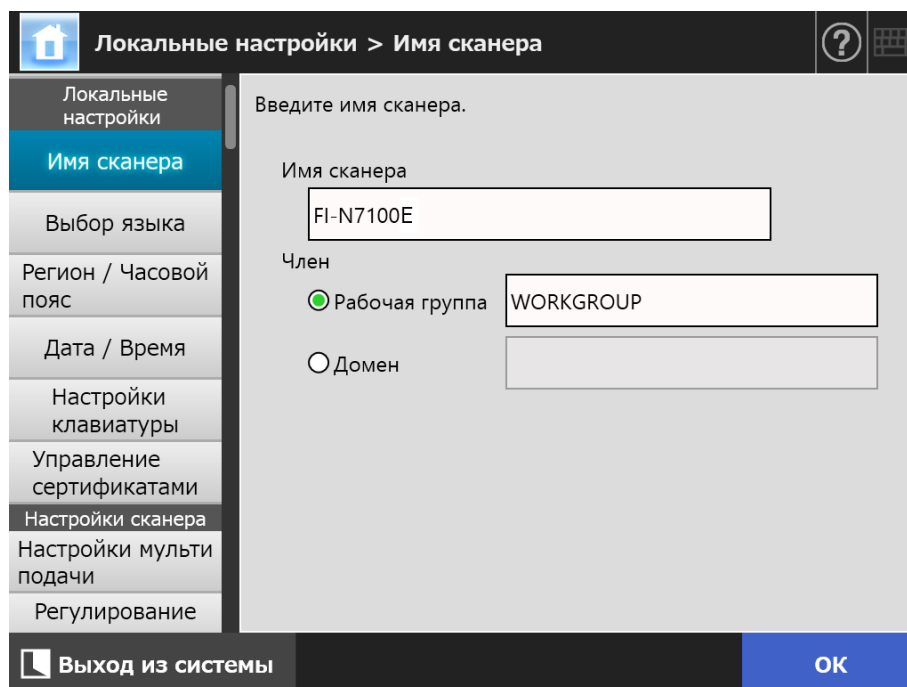 Локальные настройки > Имя сканера
Локальные
настройки
Имя сканера
Выбор языка
Регион / Часовой
пояс
Дата / Время
Настройки
клавиатуры
Управление
сертификатами
Настройки сканера
Настройки мульти
подачи
Регулирование
Введите имя сканера.
Имя сканера
FI-N7100E
Член
Рабочая группа
WORKGROUP
Домен
Выход из системы
OK